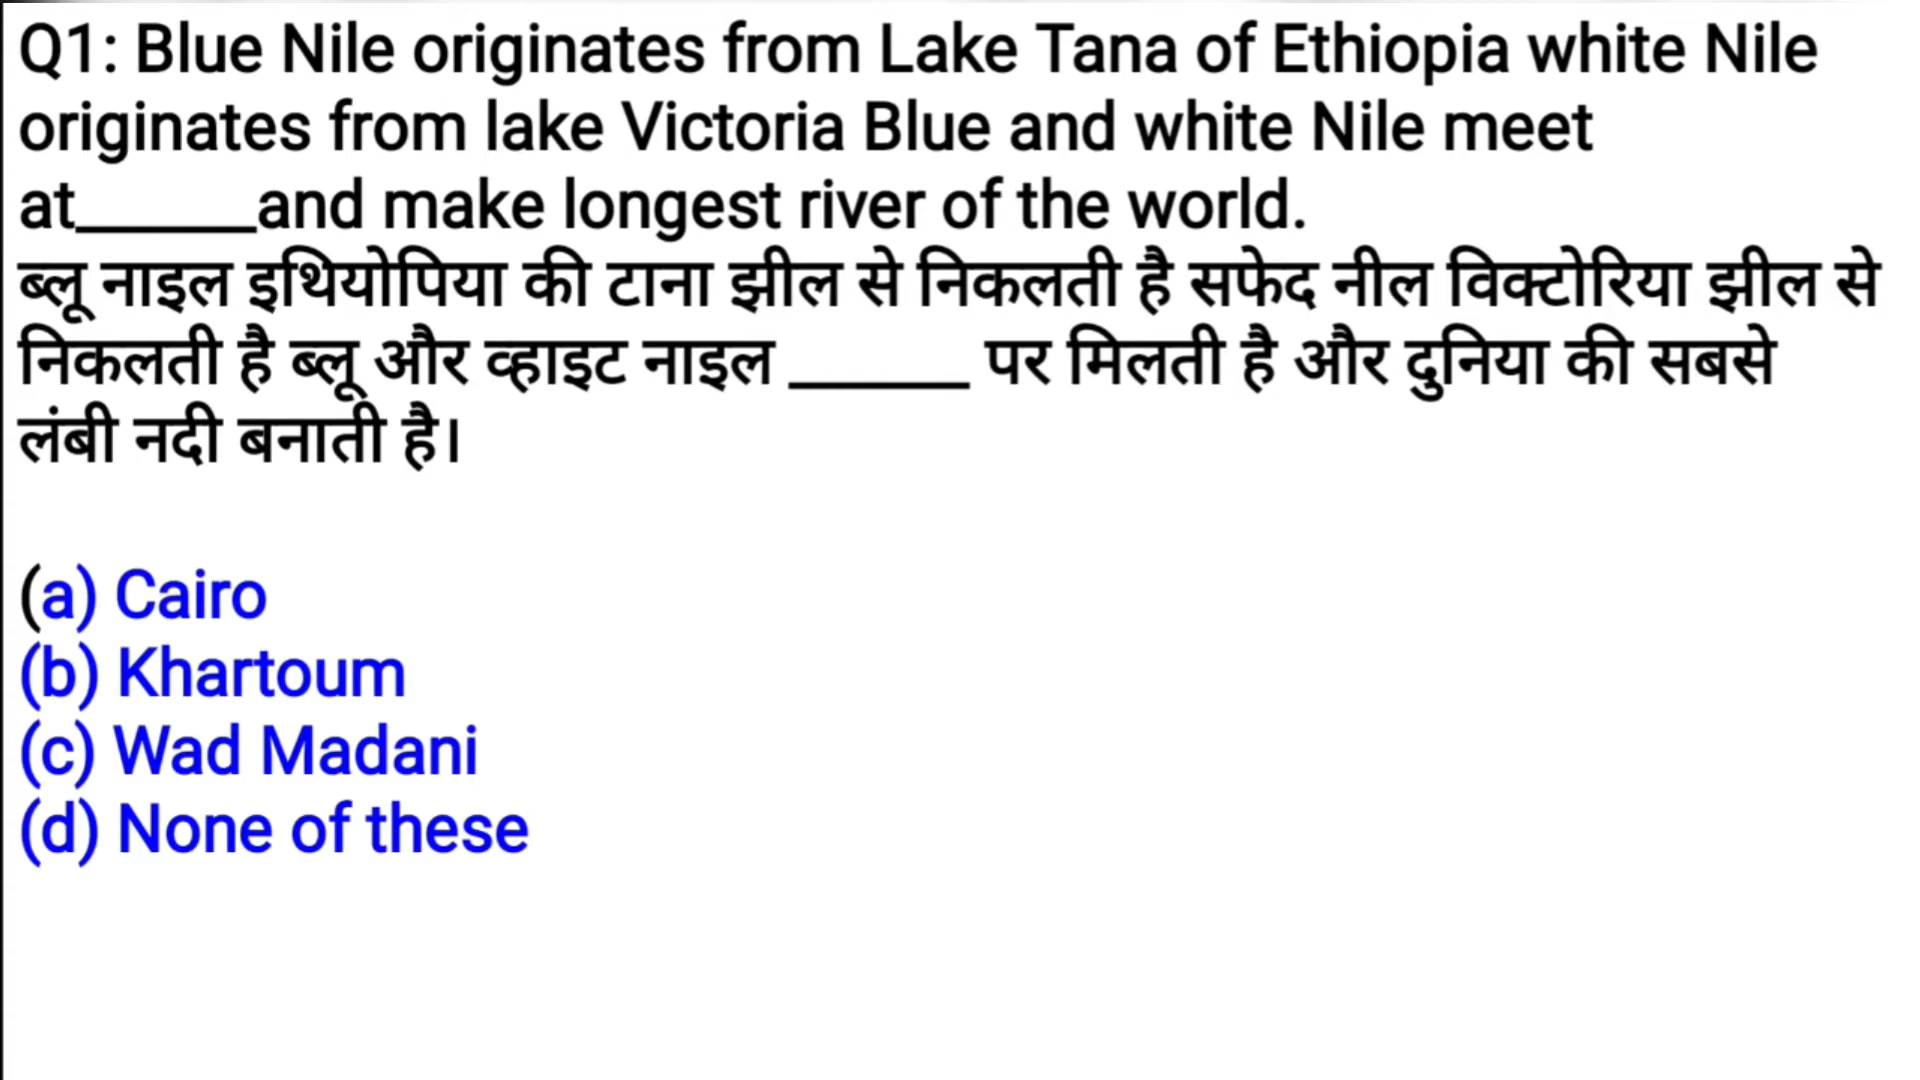 Q1: Blue Nile originates from Lake Tana of Ethiopia white Nile
originates from lake Victoria Blue and white Nile meet
at______and make longest river of the world.
ब्लू नाइल इथियोपिया की टाना झील से निकलती है सफेद नील विक्टोरिया झील से
निकलती है ब्लू और व्हाइट नाइल ______ पर मिलती है और दुनिया की सबसे
लंबी नदी बनाती है।
(a) Cairo
(b) Khartoum
(c) Wad Madani
(d) None of these